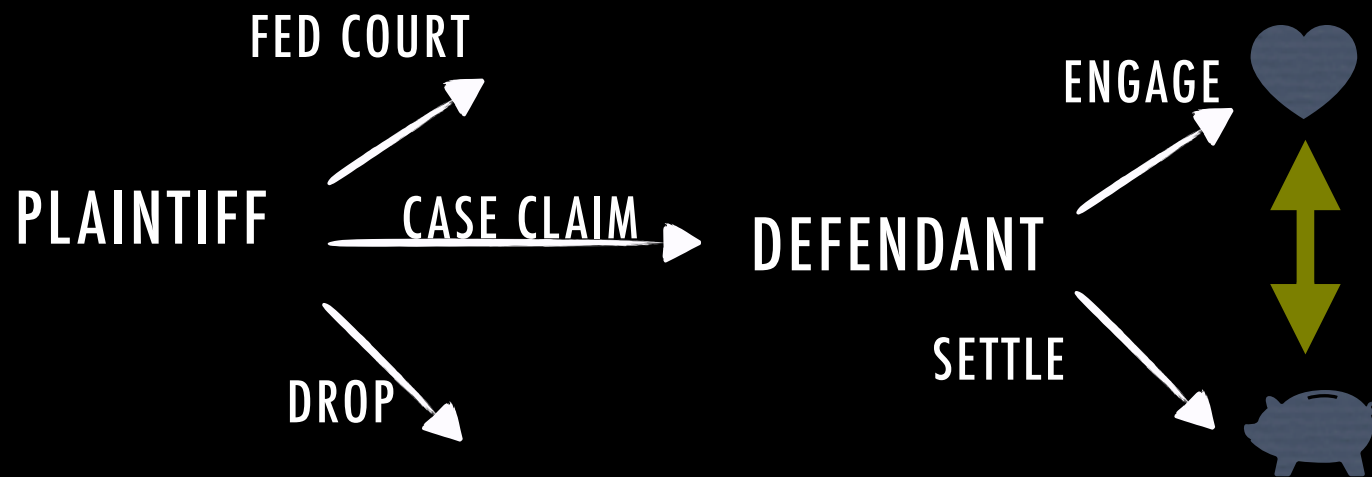 FED COURT
ENGAGE
PLAINTIFF
CASE CLAIM
DEFENDANT
SETTLE
DROP